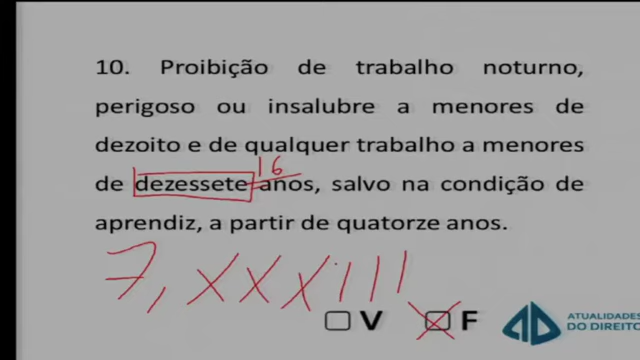 10. Proibição de trabalho noturno,
perigoso ou insalubre a menores de
dezoito e de qualquer trabalho a menores
16
de dezessete anos, salvo na condição de
aprendiz, a partir de quatorze anos.
7, XXXIII
V F
ATUALIDADES
DO DIREITO